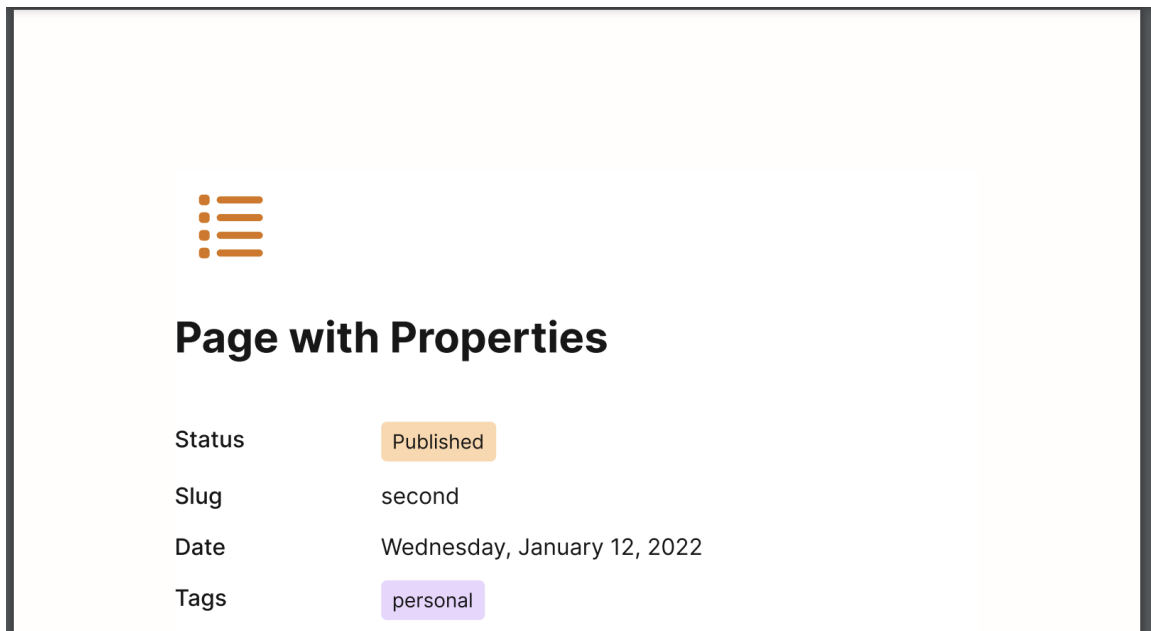 Page with Properties
Status Published
Slug second
Date Wednesday, January 12, 2022
Tags personal